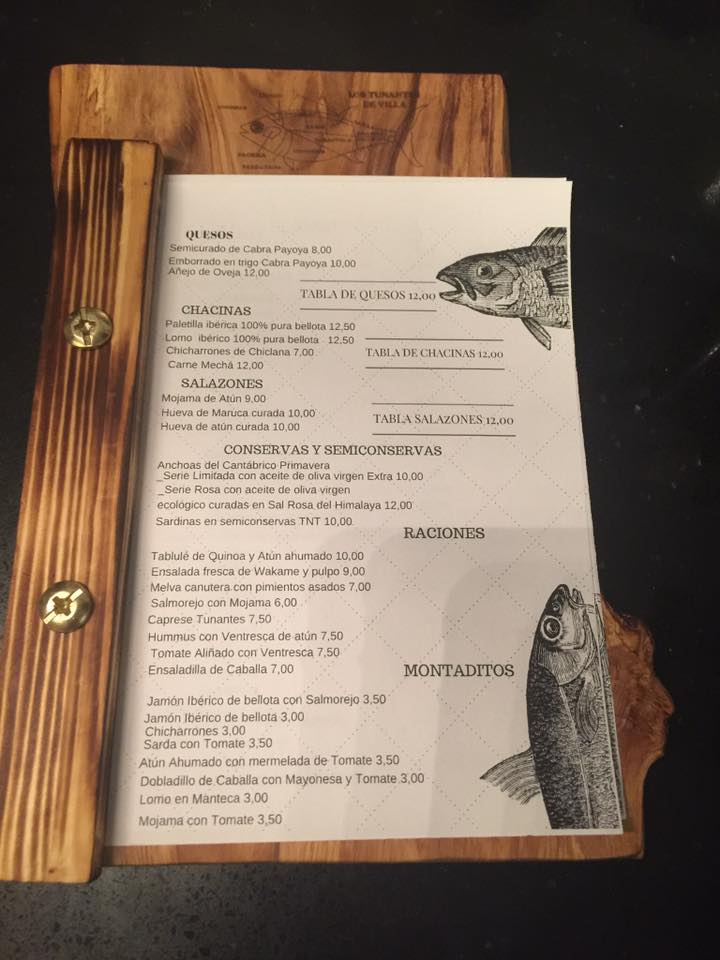 LOS TUNANTES
DE VILLA
QUESOS
Semicurado de Cabra Payoya 8,00
Emborrado en trigo Cabra Payoya 10,00
Añejo de Oveja 12,00
TABLA DE QUESOS 12,00
CHACINAS
Paletilla ibérica 100% pura bellota 12,50
Lomo ibérico 100% pura bellota 12,50
Chicharrones de Chiclana 7,00
Carne Mechá 12,00
TABLA DE CHACINAS 12,00
SALAZONES
Mojama de Atún 9,00
Hueva de Maruca curada 10,00
Hueva de atún curada 10,00
TABLA SALAZONES 12,00
CONSERVAS Y SEMICONSERVAS
Anchoas del Cantábrico Primavera
_Serie Limitada con aceite de oliva virgen Extra 10,00
_Serie Rosa con aceite de oliva virgen
ecológico curadas en Sal Rosa del Himalaya 12,00
Sardinas en semiconservas TNT 10,00
RACIONES
Tablulé de Quinoa y Atún ahumado 10,00
Ensalada fresca de Wakame y pulpo 9,00
Melva canutera con pimientos asados 7,00
Salmorejo con Mojama 6,00
Caprese Tunantes 7,50
Hummus con Ventresca de atún 7,50
Tomate Aliñado con Ventresca 7,50
Ensaladilla de Caballa 7,00
MONTADITOS
Jamón Ibérico de bellota con Salmorejo 3,50
Jamón Ibérico de bellota 3,00
Chicharrones 3,00
Sarda con Tomate 3,50
Atún Ahumado con mermelada de Tomate 3,50
Dobladillo de Caballa con Mayonesa y Tomate 3,00
Lomo en Manteca 3,00
Mojama con Tomate 3,50